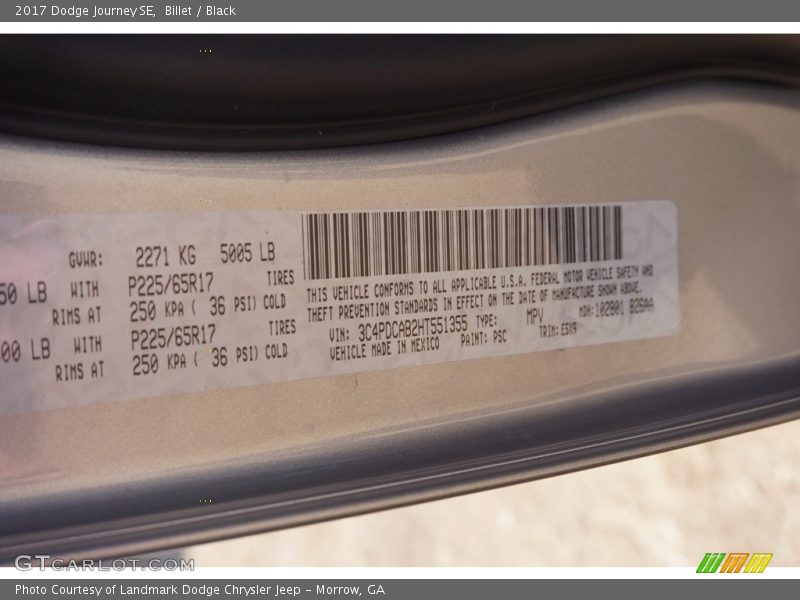 2017 Dodge Journey SE, Billet / Black
GVWR: 2271 KG 5005 LB
50 LB WITH P225/65R17 TIRES
RIMS AT 250 KPA ( 36 PSI) COLD
00 LB WITH P225/65R17 TIRES
RIMS AT 250 KPA ( 36 PSI) COLD
THIS VEHICLE CONFORMS TO ALL APPLICABLE U.S.A. FEDERAL MOTOR VEHICLE SAFETY AND
THEFT PREVENTION STANDARDS IN EFFECT ON THE DATE OF MANUFACTURE SHOWN ABOVE.
VIN: 3C4PDCAB2HT551355 TYPE: MPV MDH: 102801
VEHICLE MADE IN MEXICO PAINT: PSC TRIM: E5X9
GTCARLOT.COM
Photo Courtesy of Landmark Dodge Chrysler Jeep – Morrow, GA